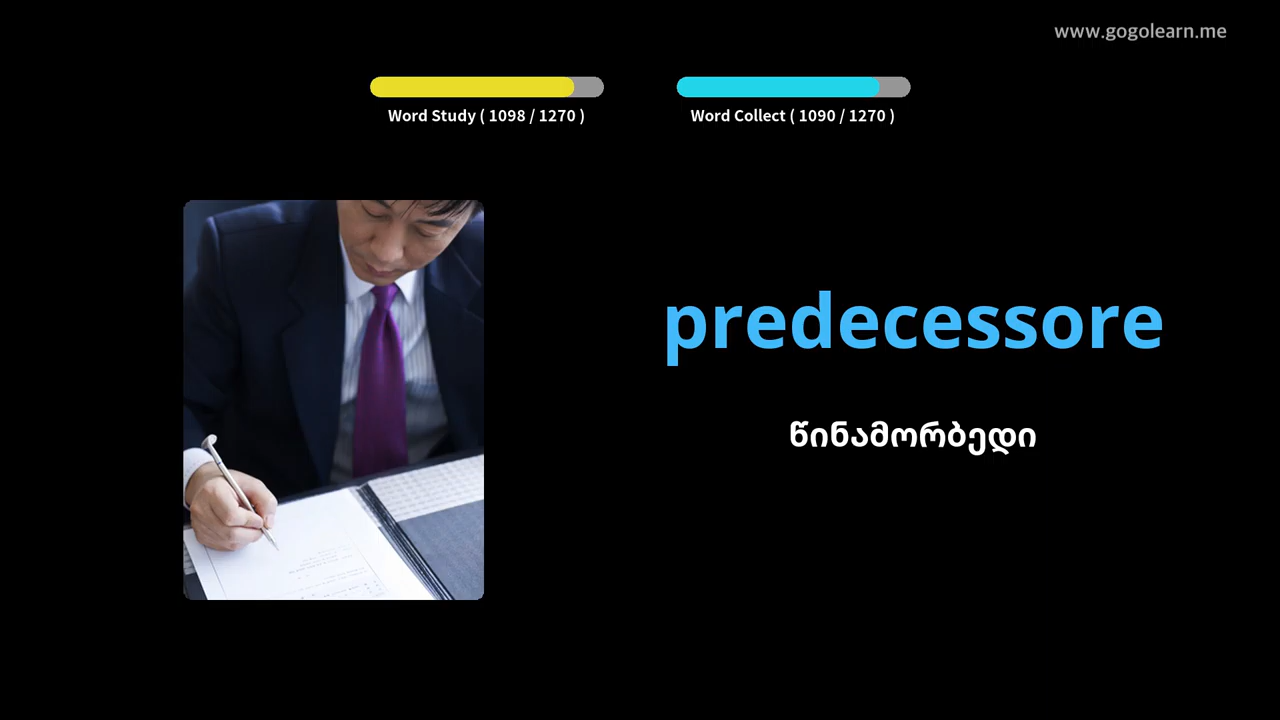 www.gogolearn.me
Word Study ( 1098 / 1270 )
Word Collect ( 1090 / 1270 )
predecessore
წინამორბედი